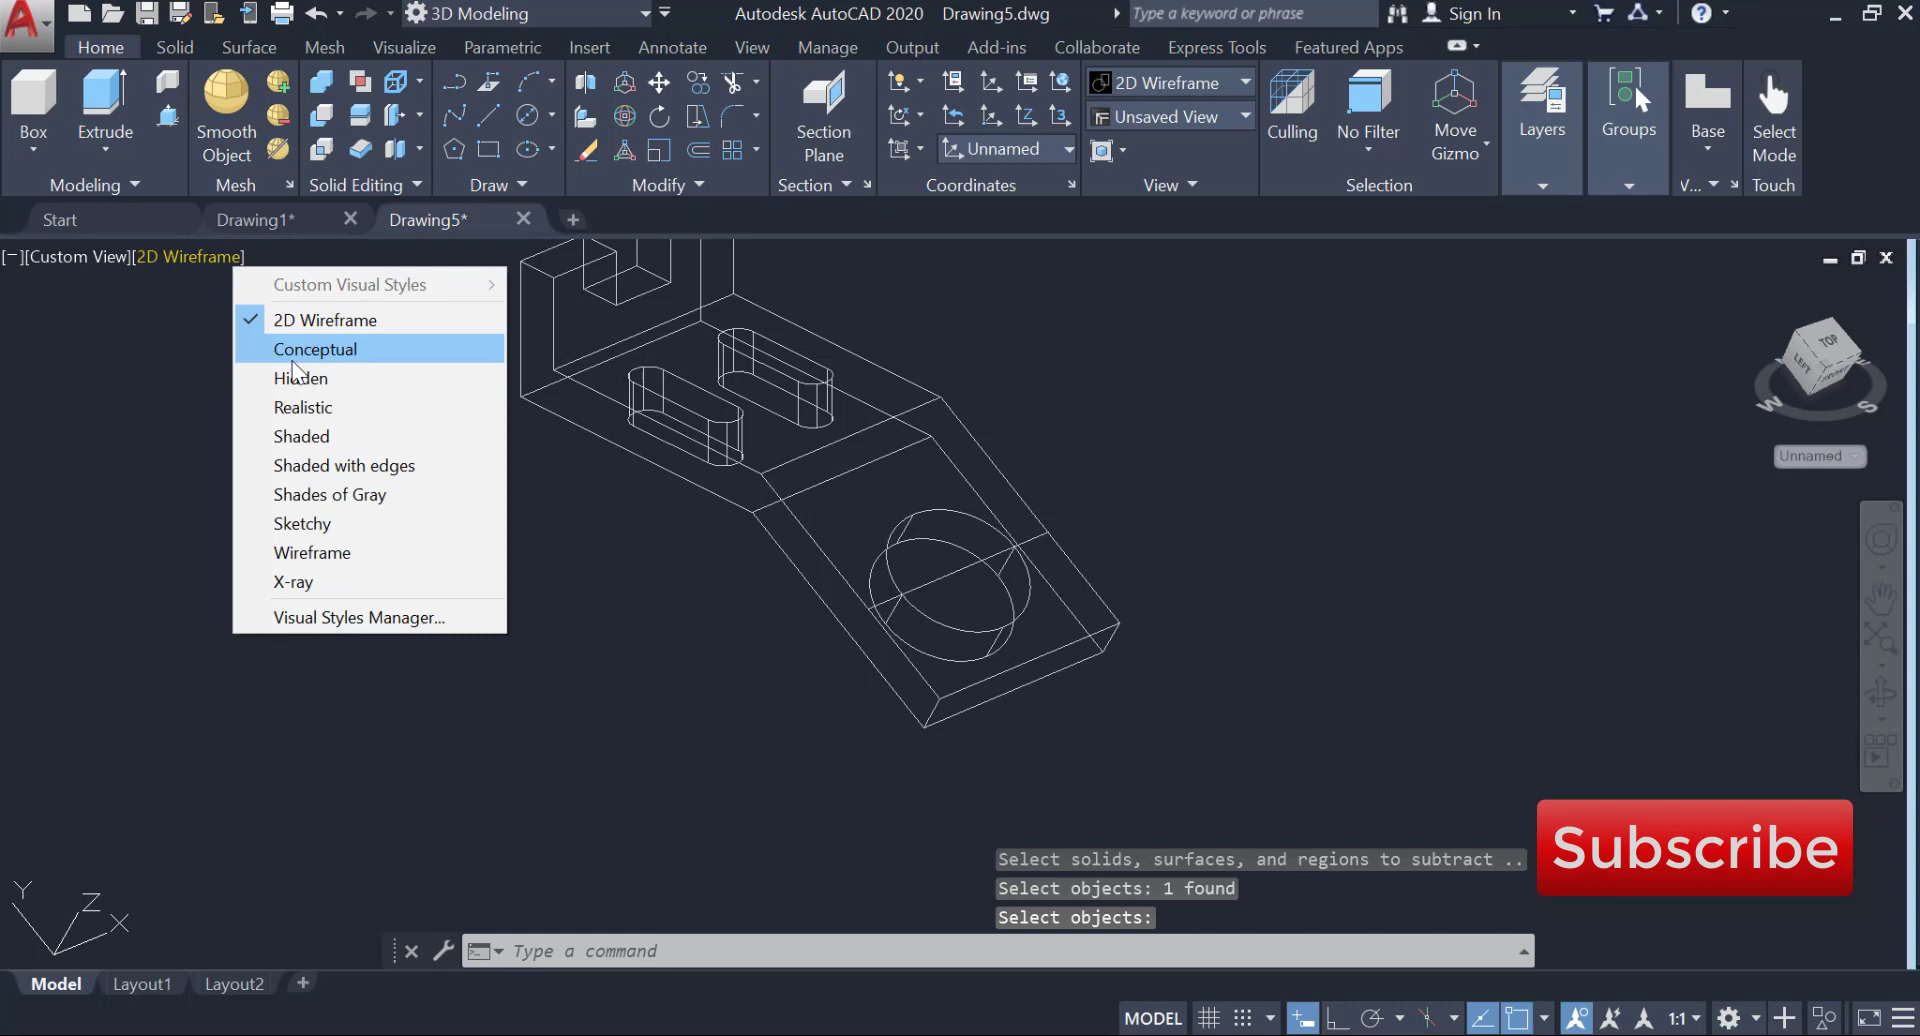 3D Modeling
Autodesk AutoCAD 2020 Drawing5.dwg
Type a keyword or phrase
Sign In
Home Solid Surface Mesh Visualize Parametric Insert Annotate View Manage Output Add-ins Collaborate Express Tools Featured Apps
Box
Extrude
Smooth
Object
Section
Plane
Unnamed
2D Wireframe
Unsaved View
Culling
No Filter
Move
Gizmo
Layers
Groups
Base
Select
Mode
Modeling Mesh Solid Editing Draw Modify Section Coordinates View Selection V... Touch
Start Drawing1* Drawing5*
[−][Custom View][2D Wireframe]
Custom Visual Styles
2D Wireframe
Conceptual
Hidden
Realistic
Shaded
Shaded with edges
Shades of Gray
Sketchy
Wireframe
X-ray
Visual Styles Manager...
TOP
LEFT
W
S
Unnamed
Subscribe
Select solids, surfaces, and regions to subtract ..
Select objects: 1 found
Select objects:
Y
Z
X
Type a command
Model Layout1 Layout2
MODEL
1:1